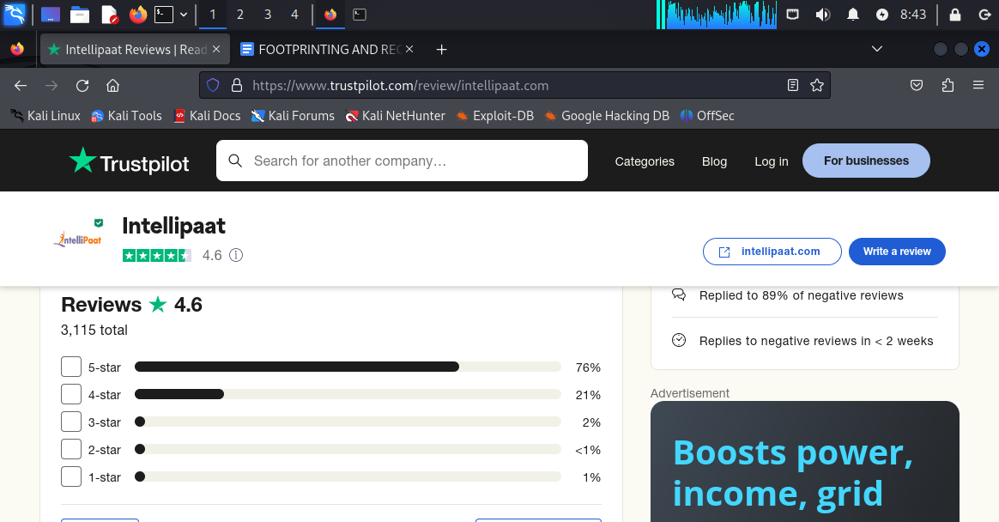 1 2 3 4 8:43
Intellipaat Reviews | Read FOOTPRINTING AND REC
https://www.trustpilot.com/review/intellipaat.com
Kali Linux Kali Tools Kali Docs Kali Forums Kali NetHunter Exploit-DB Google Hacking DB OffSec
Trustpilot Search for another company... Categories Blog Log in For businesses
IntelliPaat Intellipaat
4.6
intellipaat.com Write a review
Reviews 4.6
3,115 total
5-star 76%
4-star 21%
3-star 2%
2-star <1%
1-star 1%
Replied to 89% of negative reviews
Replies to negative reviews in < 2 weeks
Advertisement
Boosts power,
income, grid